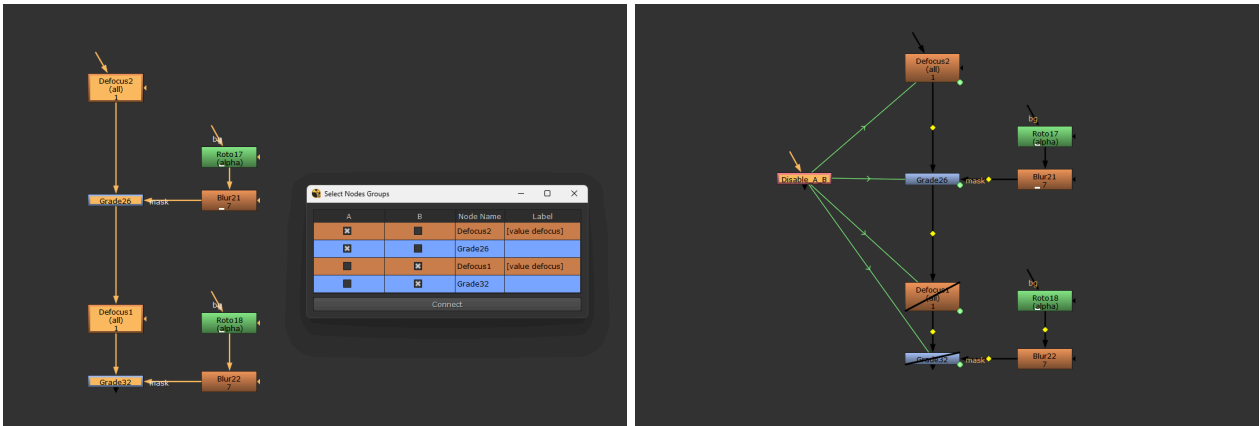 Defocus2
(all)
1
bg
Roto17
(alpha)
Grade26
mask
Blur21
7
Defocus1
(all)
1
bg
Roto18
(alpha)
Grade32
mask
Blur22
7
Select Nodes Groups
A B Node Name Label
Defocus2 [value defocus]
Grade26
Defocus1 [value defocus]
Grade32
Connect
Defocus2
(all)
1
bg
Roto17
(alpha)
Disable_A_B
Grade26
mask
Blur21
7
Defocus1
(all)
1
bg
Roto18
(alpha)
Grade32
mask
Blur22
7